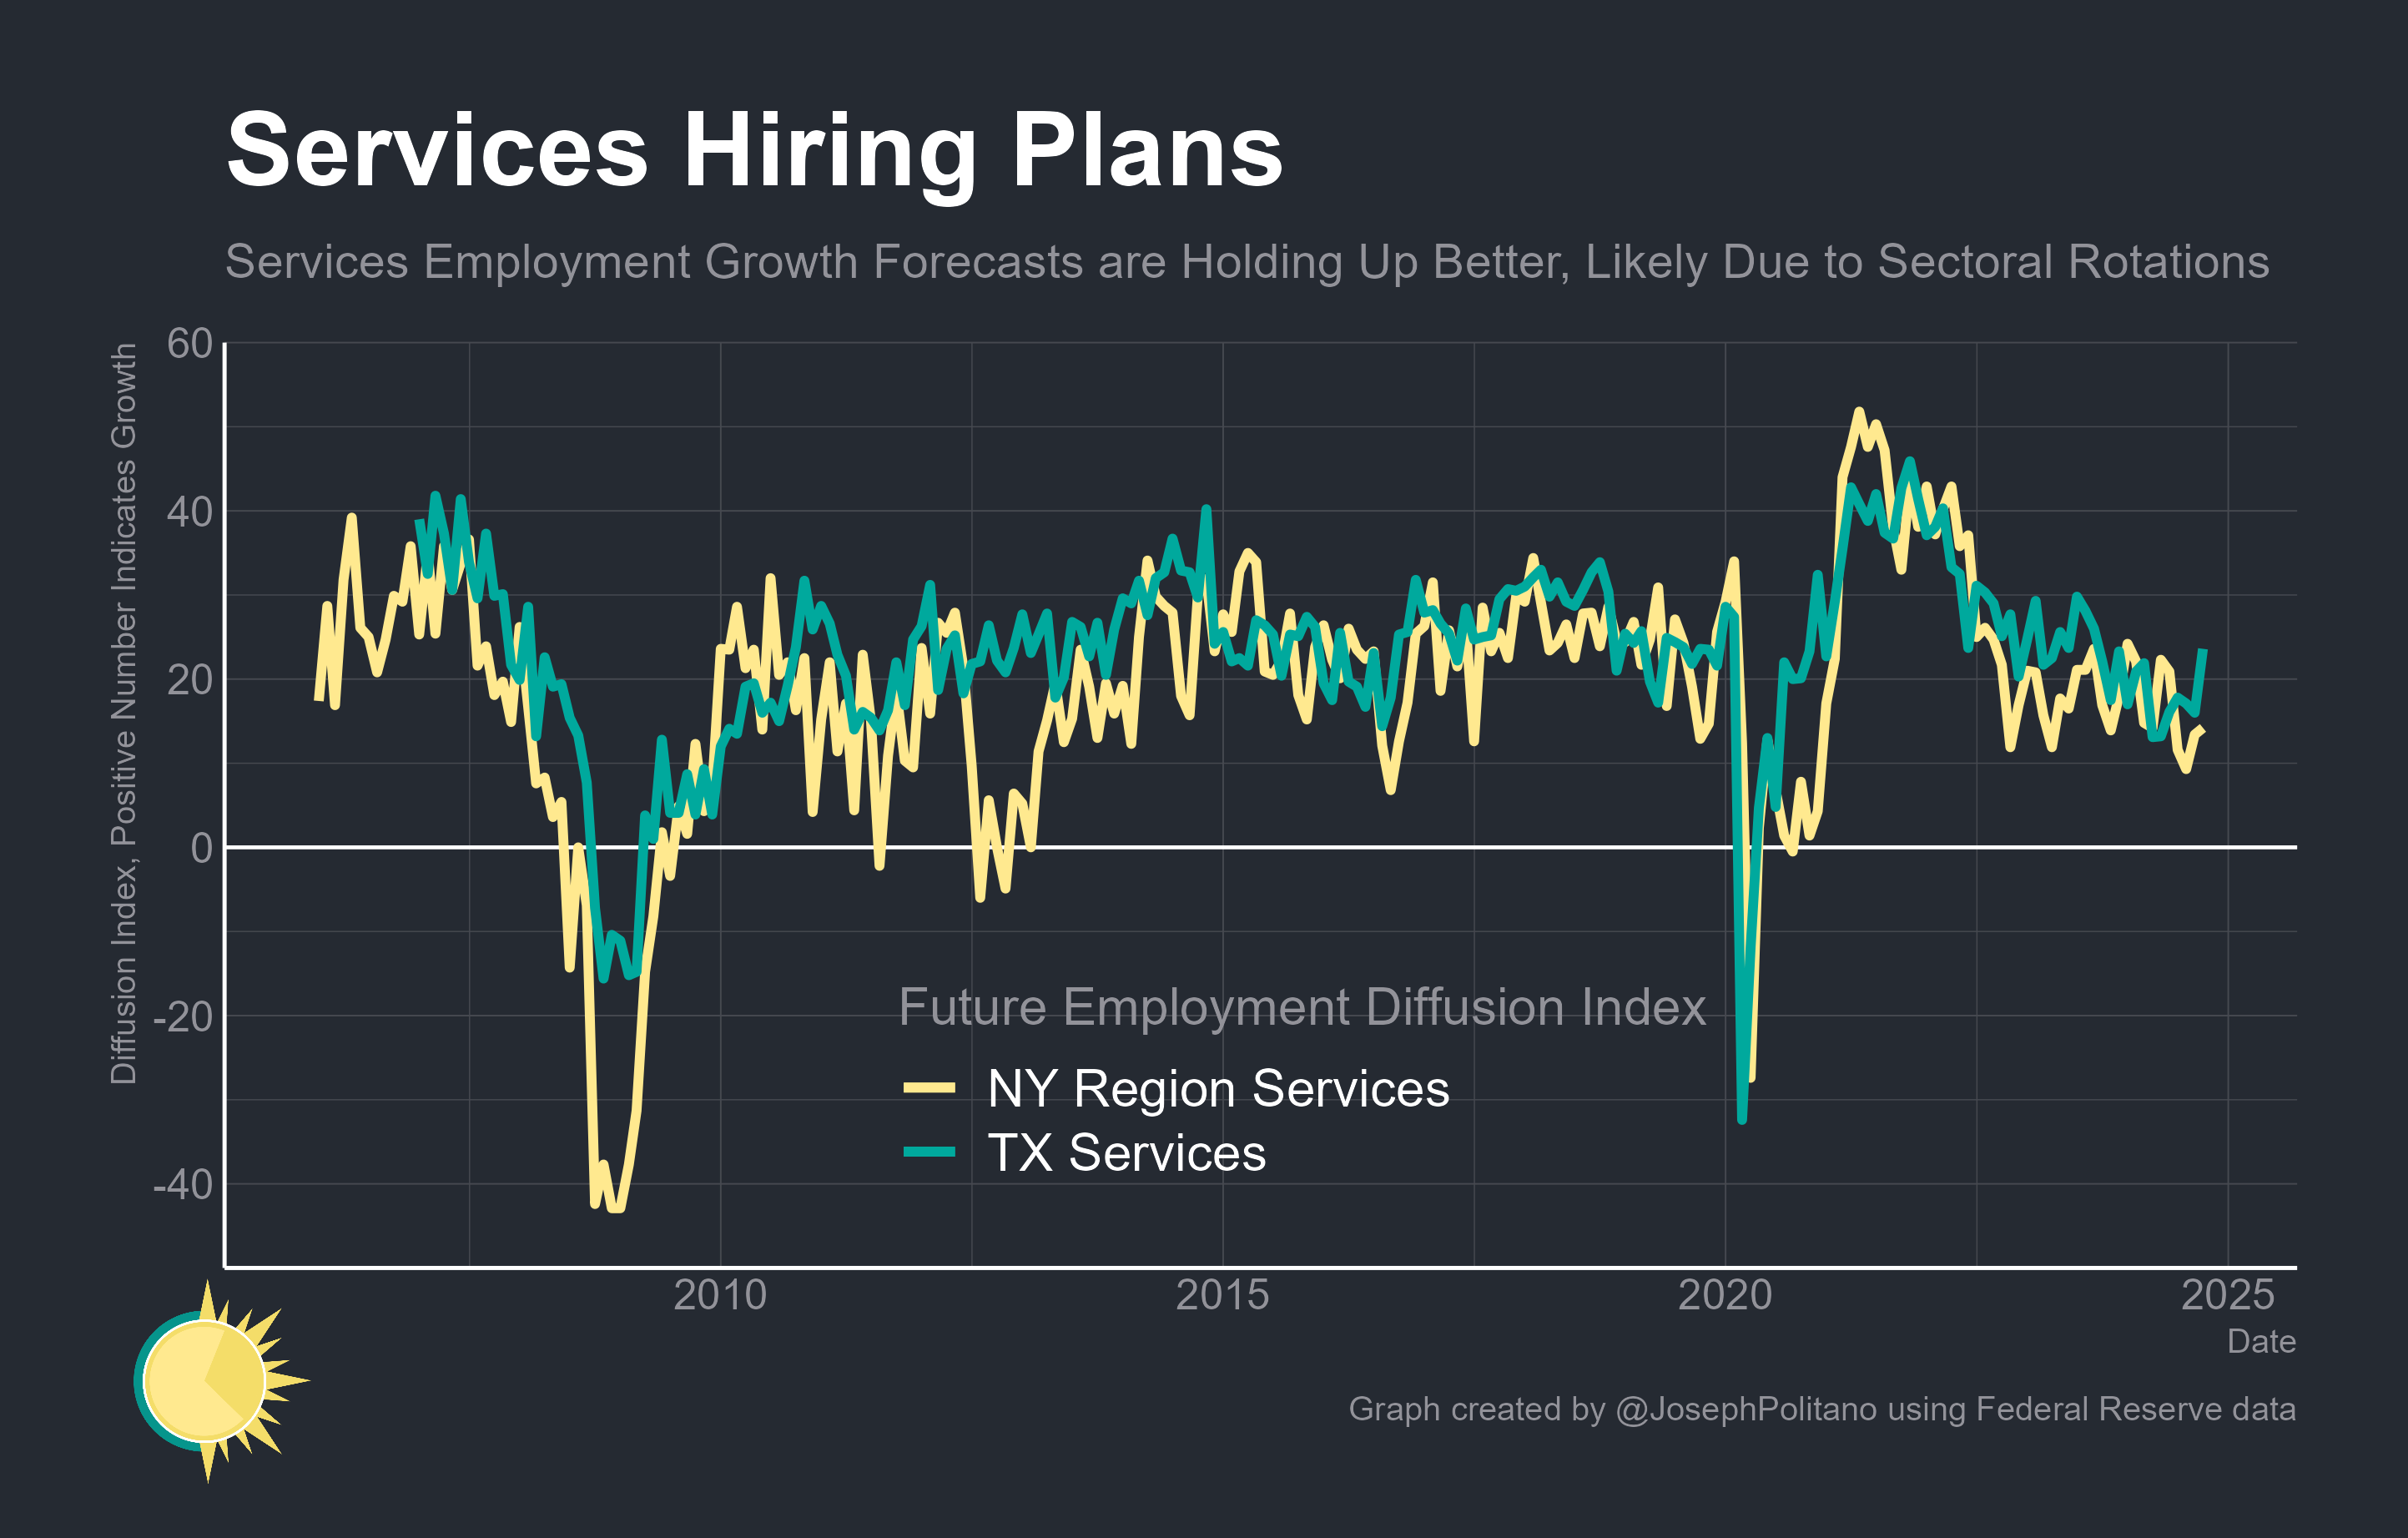 Services Hiring Plans
Services Employment Growth Forecasts are Holding Up Better, Likely Due to Sectoral Rotations
Diffusion Index, Positive Number Indicates Growth
60
40
20
0
-20
-40
Future Employment Diffusion Index
NY Region Services
TX Services
2010
2015
2020
2025
Date
Graph created by @JosephPolitano using Federal Reserve data